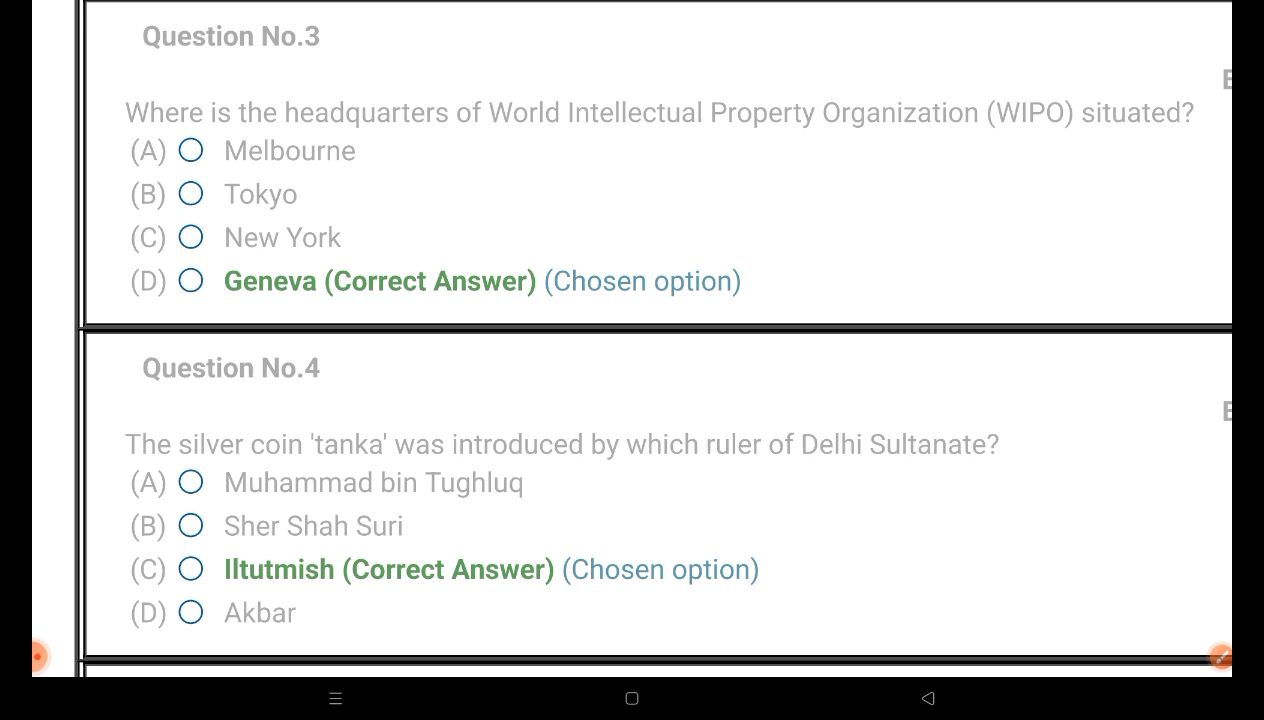 Question No.3
Where is the headquarters of World Intellectual Property Organization (WIPO) situated?
(A) Melbourne
(B) Tokyo
(C) New York
(D) Geneva (Correct Answer) (Chosen option)
Question No.4
The silver coin 'tanka' was introduced by which ruler of Delhi Sultanate?
(A) Muhammad bin Tughluq
(B) Sher Shah Suri
(C) Iltutmish (Correct Answer) (Chosen option)
(D) Akbar